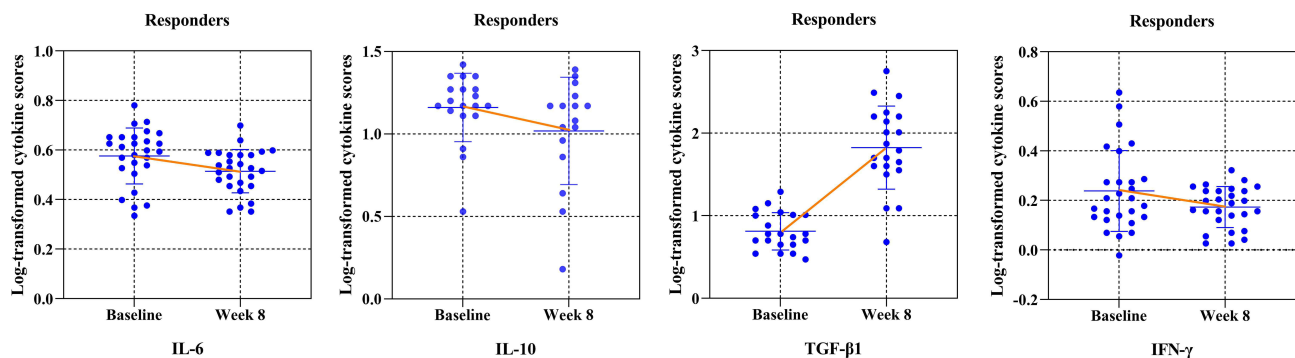 Responders
Log-transformed cytokine scores
1.0
0.8
0.6
0.4
0.2
0.0
Baseline
Week 8
IL-6
Responders
Log-transformed cytokine scores
1.5
1.0
0.5
0.0
Baseline
Week 8
IL-10
Responders
Log-transformed cytokine scores
3
2
1
0
Baseline
Week 8
TGF-β1
Responders
Log-transformed cytokine scores
0.8
0.6
0.4
0.2
0.0
-0.2
Baseline
Week 8
IFN-γ